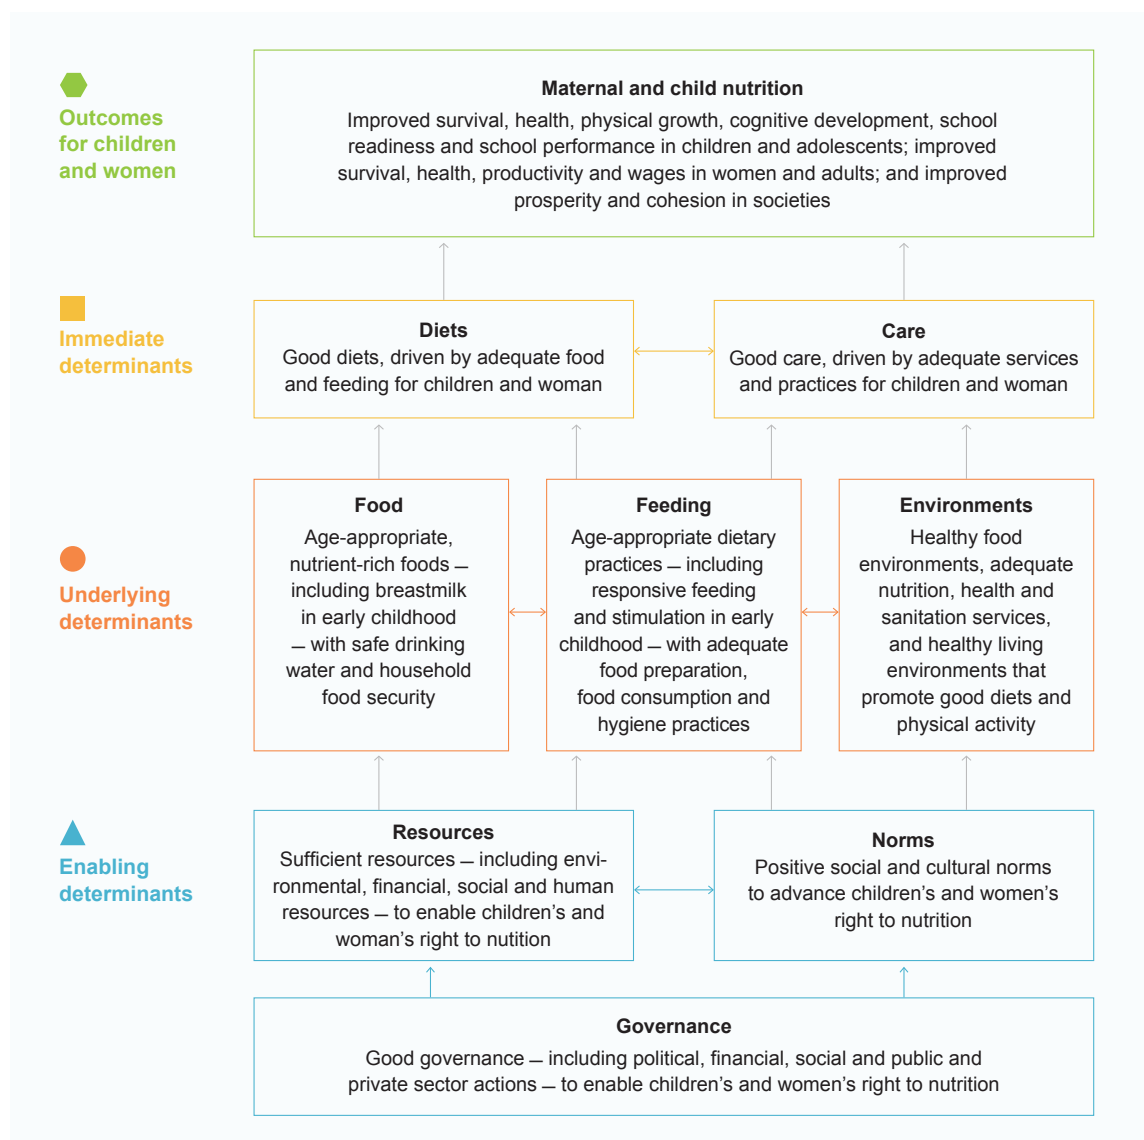 Outcomes
for children
and women
Maternal and child nutrition
Improved survival, health, physical growth, cognitive development, school
readiness and school performance in children and adolescents; improved
survival, health, productivity and wages in women and adults; and improved
prosperity and cohesion in societies
Immediate
determinants
Diets
Good diets, driven by adequate food
and feeding for children and woman
Care
Good care, driven by adequate services
and practices for children and woman
Underlying
determinants
Food
Age-appropriate,
nutrient-rich foods –
including breastmilk
in early childhood
– with safe drinking
water and household
food security
Feeding
Age-appropriate dietary
practices – including
responsive feeding
and stimulation in early
childhood – with adequate
food preparation,
food consumption and
hygiene practices
Environments
Healthy food
environments, adequate
nutrition, health and
sanitation services,
and healthy living
environments that
promote good diets and
physical activity
Enabling
determinants
Resources
Sufficient resources – including envi-
ronmental, financial, social and human
resources – to enable children’s and
woman’s right to nutition
Norms
Positive social and cultural norms
to advance children’s and women’s
right to nutrition
Governance
Good governance – including political, financial, social and public and
private sector actions – to enable children’s and women’s right to nutrition